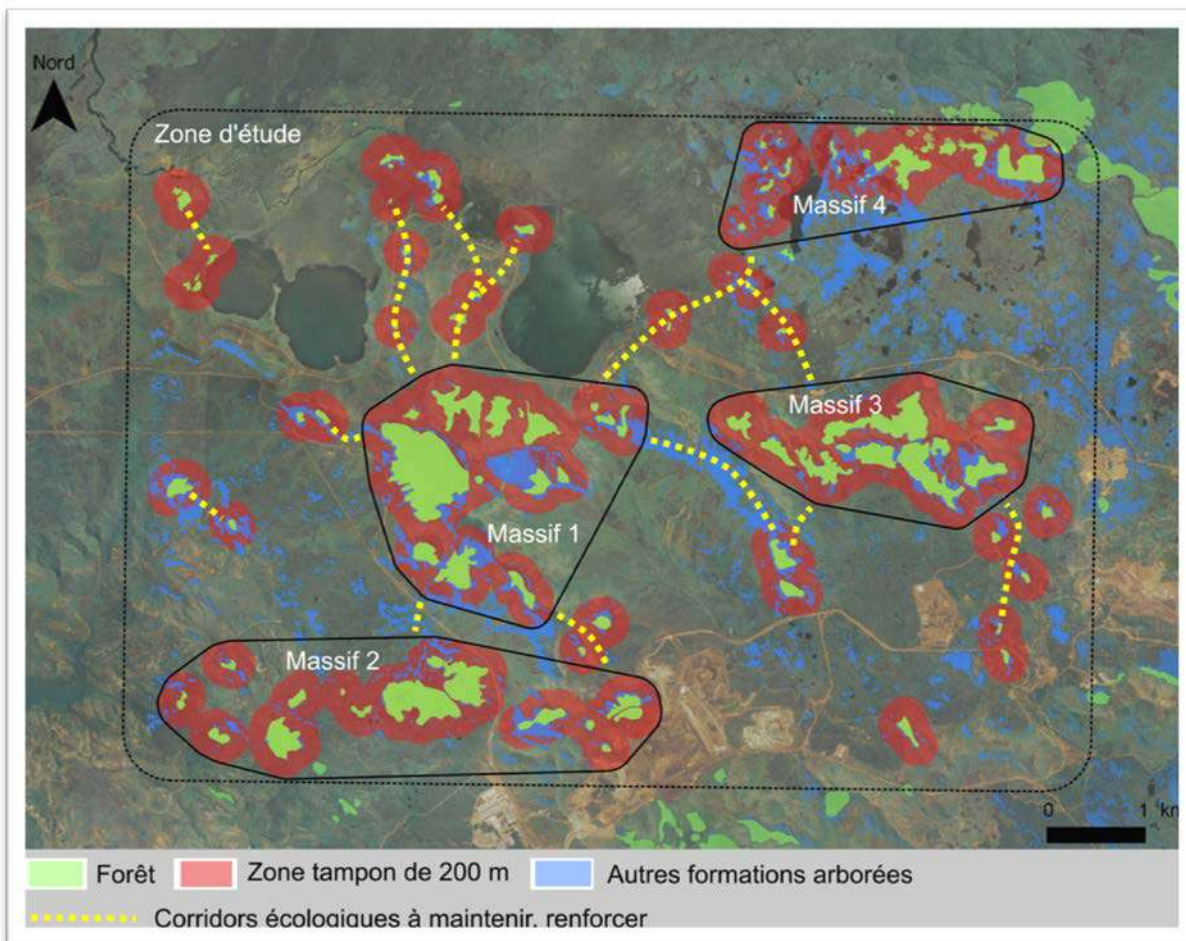 Nord
Zone d'étude
Massif 4
Massif 3
Massif 1
Massif 2
0 1 km
Forêt Zone tampon de 200 m Autres formations arborées
Corridors écologiques à maintenir, renforcer